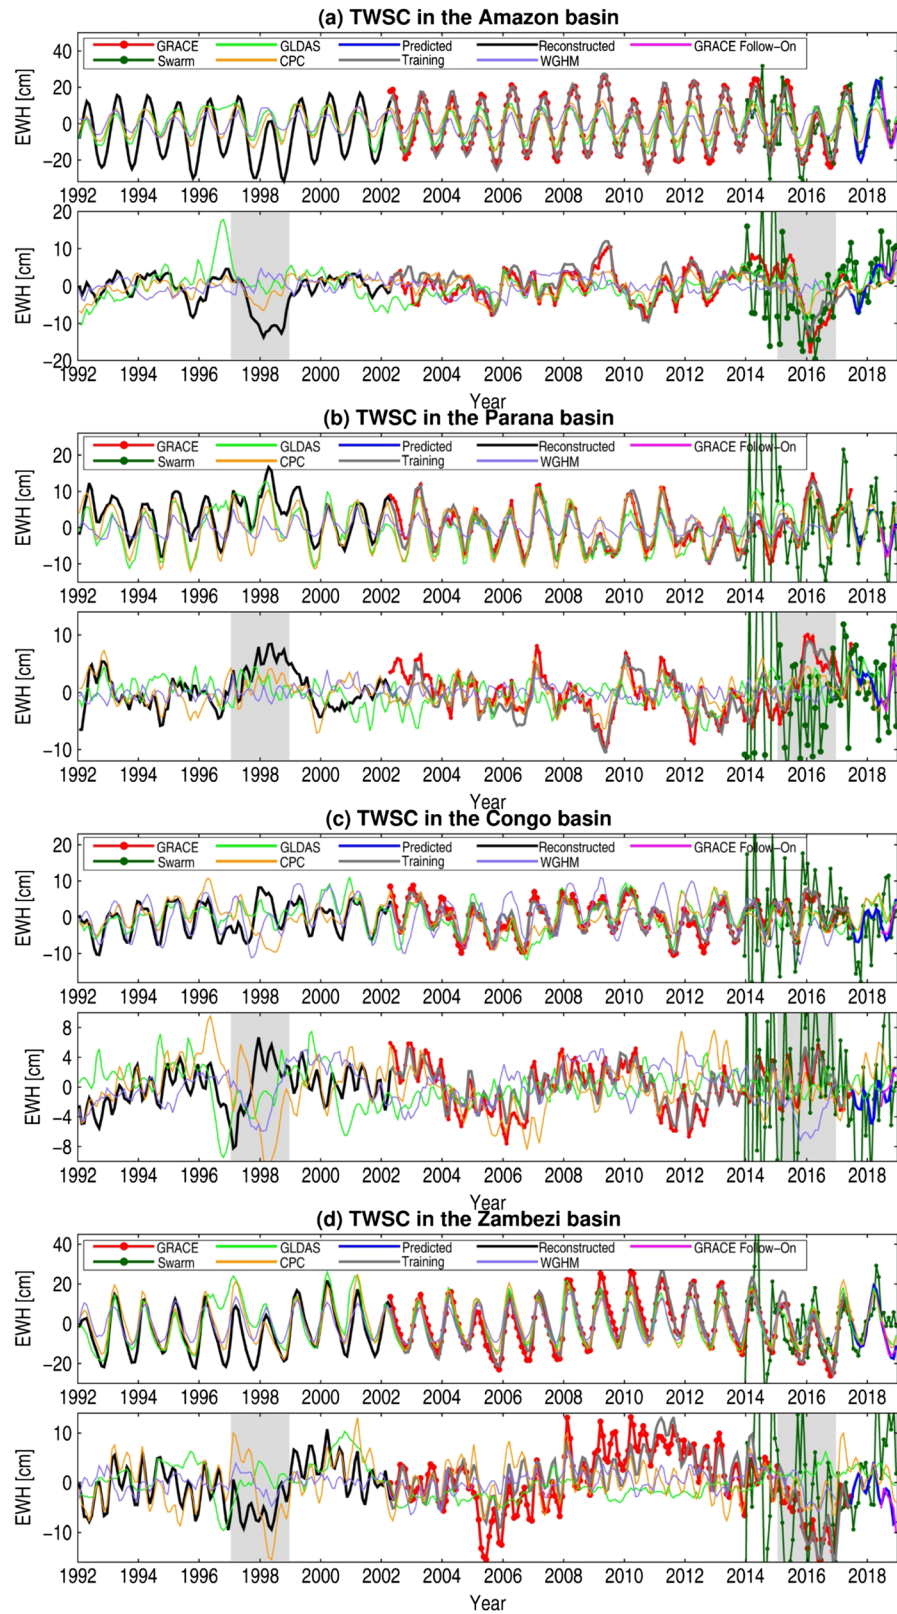 (a) TWSC in the Amazon basin
GRACE GLDAS Predicted Reconstructed GRACE Follow-On
Swarm CPC Training WGHM
EWH [cm]
40
20
0
−20
1992 1994 1996 1998 2000 2002 2004 2006 2008 2010 2012 2014 2016 2018
EWH [cm]
20
10
0
−10
−20
1992 1994 1996 1998 2000 2002 2004 2006 2008 2010 2012 2014 2016 2018
Year
(b) TWSC in the Parana basin
GRACE GLDAS Predicted Reconstructed GRACE Follow-On
Swarm CPC Training WGHM
EWH [cm]
20
10
0
−10
1992 1994 1996 1998 2000 2002 2004 2006 2008 2010 2012 2014 2016 2018
EWH [cm]
10
0
−10
1992 1994 1996 1998 2000 2002 2004 2006 2008 2010 2012 2014 2016 2018
Year
(c) TWSC in the Congo basin
GRACE GLDAS Predicted Reconstructed GRACE Follow-On
Swarm CPC Training WGHM
EWH [cm]
20
10
0
−10
1992 1994 1996 1998 2000 2002 2004 2006 2008 2010 2012 2014 2016 2018
EWH [cm]
8
4
0
−4
−8
1992 1994 1996 1998 2000 2002 2004 2006 2008 2010 2012 2014 2016 2018
Year
(d) TWSC in the Zambezi basin
GRACE GLDAS Predicted Reconstructed GRACE Follow-On
Swarm CPC Training WGHM
EWH [cm]
40
20
0
−20
1992 1994 1996 1998 2000 2002 2004 2006 2008 2010 2012 2014 2016 2018
EWH [cm]
10
0
−10
1992 1994 1996 1998 2000 2002 2004 2006 2008 2010 2012 2014 2016 2018
Year